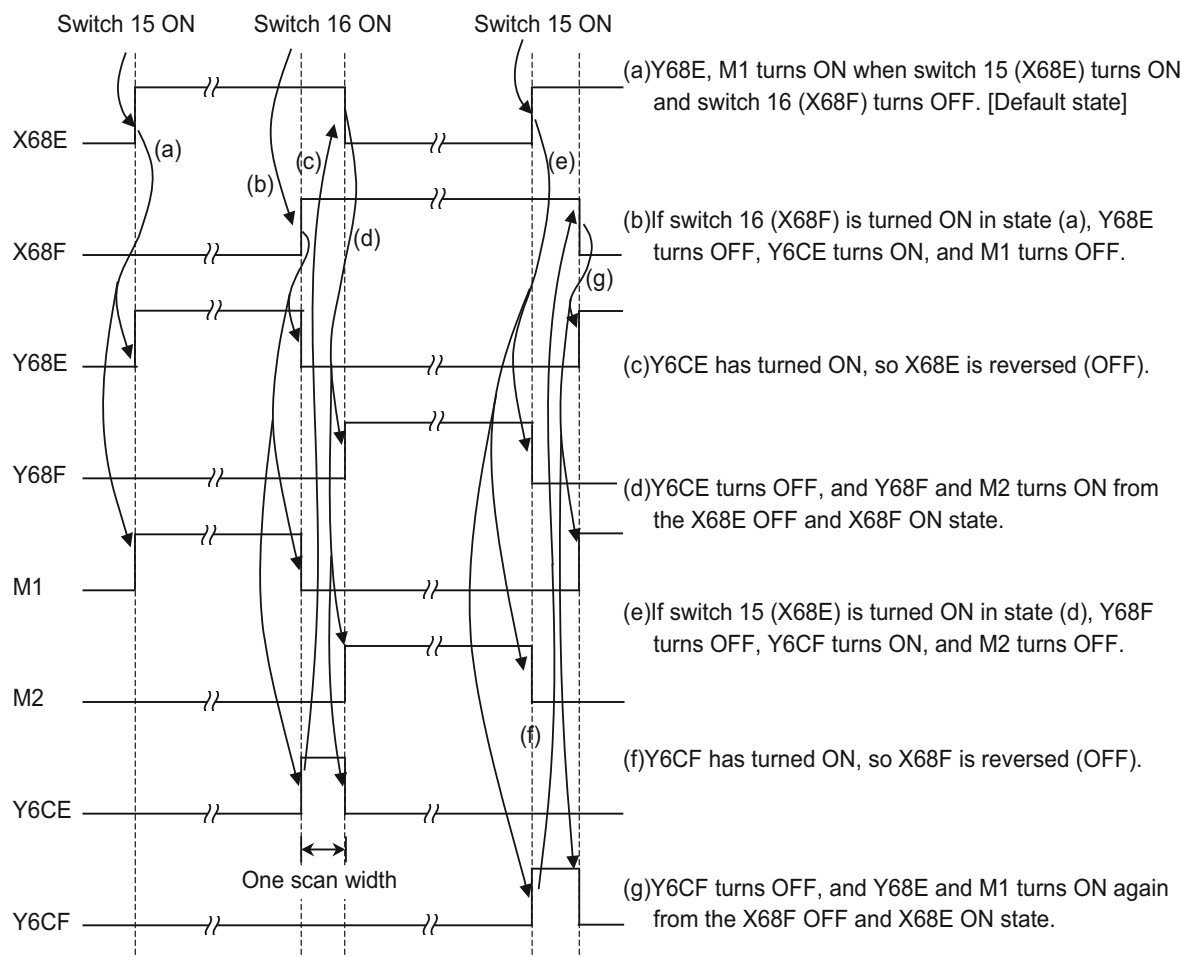 Switch 15 ON
Switch 16 ON
Switch 15 ON
(a)Y68E, M1 turns ON when switch 15 (X68E) turns ON
and switch 16 (X68F) turns OFF. [Default state]
X68E
(a)
(c)
(e)
(b)
(d)
(b)If switch 16 (X68F) is turned ON in state (a), Y68E
turns OFF, Y6CE turns ON, and M1 turns OFF.
X68F
(g)
Y68E
(c)Y6CE has turned ON, so X68E is reversed (OFF).
Y68F
(d)Y6CE turns OFF, and Y68F and M2 turns ON from
the X68E OFF and X68F ON state.
M1
(e)If switch 15 (X68E) is turned ON in state (d), Y68F
turns OFF, Y6CF turns ON, and M2 turns OFF.
M2
(f)
(f)Y6CF has turned ON, so X68F is reversed (OFF).
Y6CE
One scan width
(g)Y6CF turns OFF, and Y68E and M1 turns ON again
from the X68F OFF and X68E ON state.
Y6CF